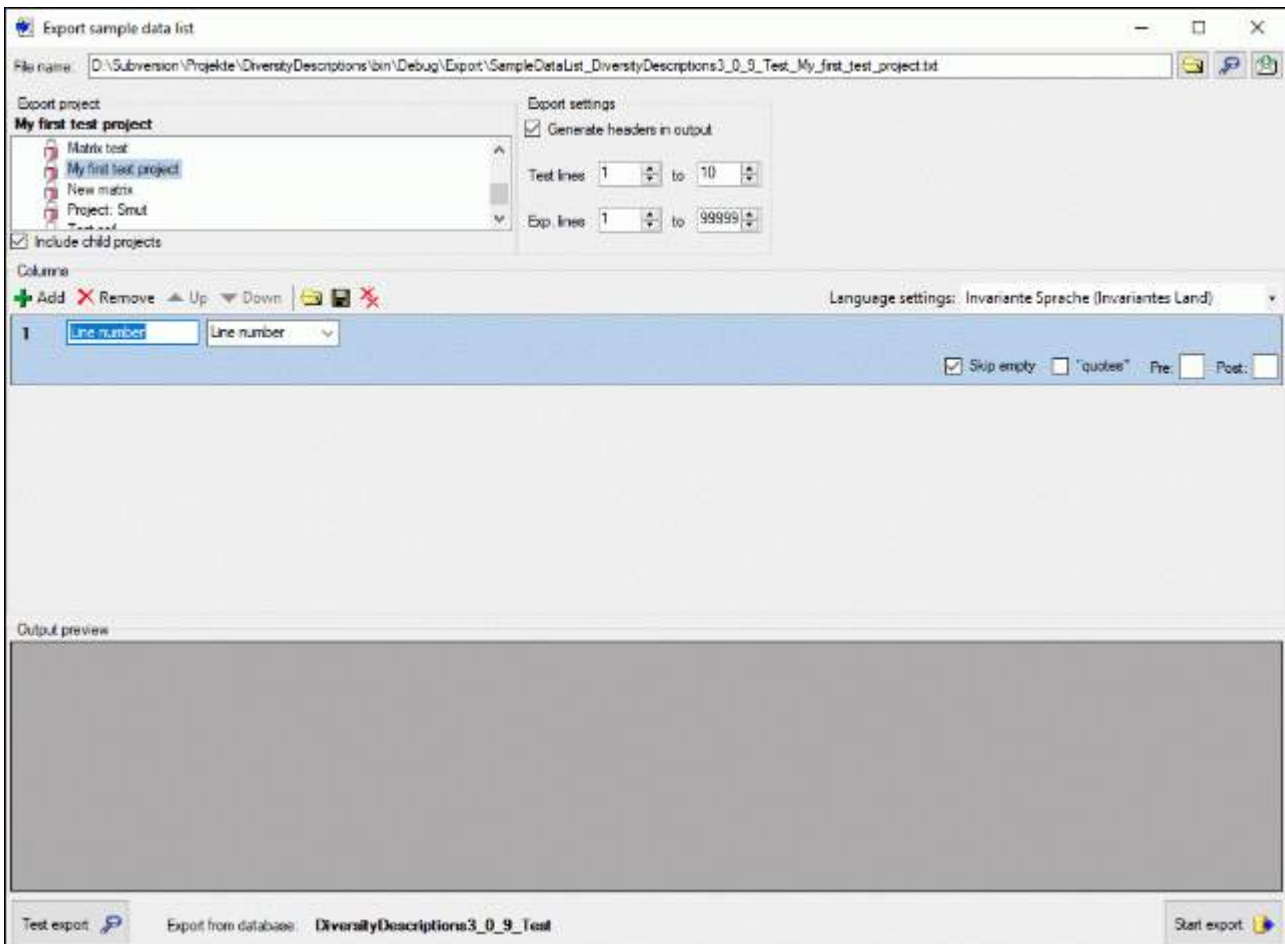 Export sample data list
File name: D:\Subversion\Projekte\DiversityDescriptions\bin\Debug\Export\SampleDataList_DiversityDescriptions3_0_9_Test_My_first_test_project.txt
Export project
My first test project
Matrix test
My first test project
New matrix
Project: Smut
Include child projects
Export settings
Generate headers in output
Test lines 1 to 10
Exp. lines 1 to 99999
Columns
Add Remove Up Down Language settings: Invariante Sprache (Invariantes Land)
1 Line number Line number
Skip empty "quotes" Pre: Post:
Output preview
Test export Export from database: DiversityDescriptions3_0_9_Test Start export